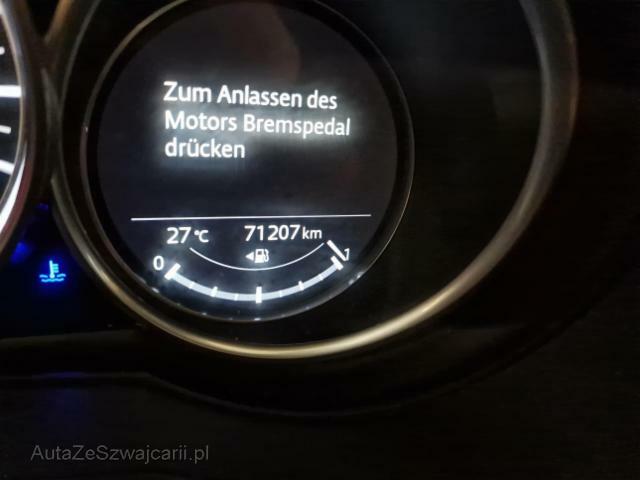 Zum Anlassen des
Motors Bremspedal
drücken
27 °C 71207 km
0 1
AutaZeSzwajcarii.pl